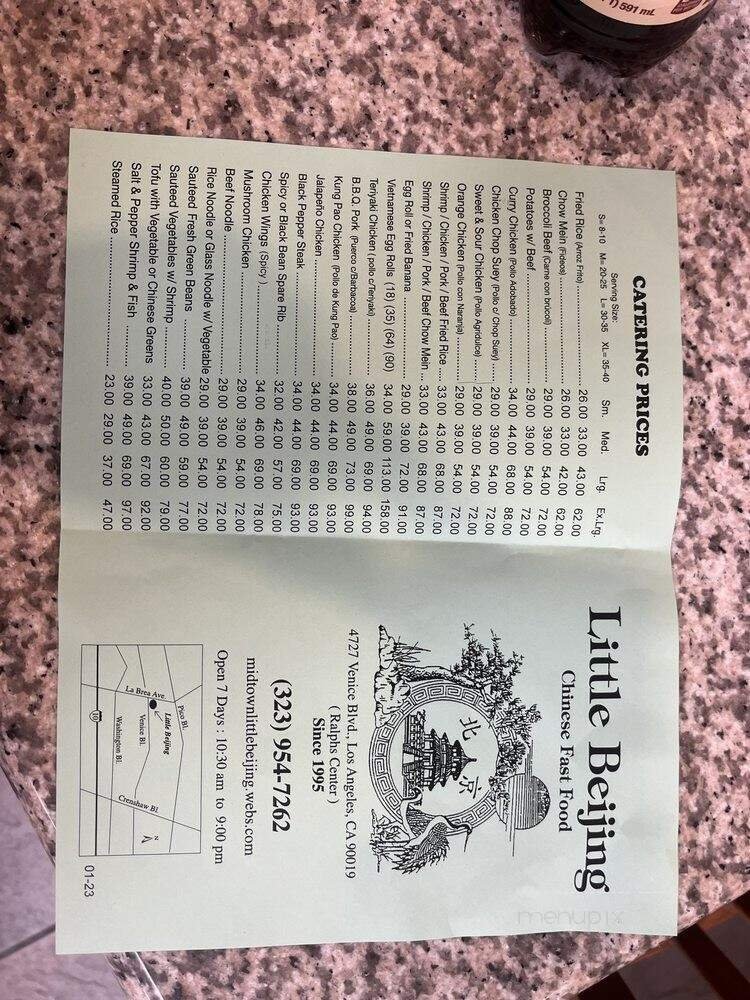 CATERING PRICES
Serving Size:
S= 8-10 M= 20-25 L= 30-35 XL= 35-40
Sm. Med. Lrg. Ex.Lrg.
Fried Rice (Arroz Frito) ........ 26.00 33.00 43.00 62.00
Chow Mein (Fideos) ........ 26.00 33.00 42.00 62.00
Broccoli Beef (Carne con brúcoli) ........ 29.00 39.00 54.00 72.00
Potatoes w/ Beef ........ 29.00 39.00 54.00 72.00
Curry Chicken (Pollo Adobado) ........ 34.00 44.00 68.00 88.00
Chicken Chop Suey (Pollo c/ Chop Suey) ..... 29.00 39.00 54.00 72.00
Sweet & Sour Chicken (Pollo Agridulce) ..... 29.00 39.00 54.00 72.00
Orange Chicken (Pollo con Naranja) ........ 29.00 39.00 54.00 72.00
Shrimp / Chicken / Pork / Beef Fried Rice ... 33.00 43.00 68.00 87.00
Shrimp / Chicken / Pork / Beef Chow Mein ... 33.00 43.00 68.00 87.00
Egg Roll or Fried Banana ........ 29.00 39.00 72.00 91.00
Vietnamese Egg Rolls (18) (35) (64) (90) 34.00 59.00 113.00 158.00
Teriyaki Chicken ( pollo c/Teriyaki) ........ 36.00 49.00 69.00 94.00
B.B.Q. Pork (Puerco c/Barbacoa) ........ 38.00 49.00 73.00 99.00
Kung Pao Chicken (Pollo de Kung Pao) ..... 34.00 44.00 69.00 93.00
Jalapeño Chicken ........ 34.00 44.00 69.00 93.00
Black Pepper Steak ........ 34.00 44.00 69.00 93.00
Spicy or Black Bean Spare Rib ........ 32.00 42.00 57.00 75.00
Chicken Wings (Spicy ) ........ 34.00 46.00 69.00 78.00
Mushroom Chicken ........ 29.00 39.00 54.00 72.00
Beef Noodle ........ 29.00 39.00 54.00 72.00
Rice Noodle or Glass Noodle w/ Vegetable 29.00 39.00 54.00 72.00
Sauteed Fresh Green Beans ........ 39.00 49.00 59.00 77.00
Sauteed Vegetables w/ Shrimp ........ 40.00 50.00 60.00 79.00
Tofu with Vegetable or Chinese Greens 33.00 43.00 67.00 92.00
Salt & Pepper Shrimp & Fish ........ 39.00 49.00 69.00 97.00
Steamed Rice ........ 23.00 29.00 37.00 47.00
Little Beijing
Chinese Fast Food
北 京
4727 Venice Blvd., Los Angeles, CA 90019
( Ralphs Center )
Since 1995
(323) 954-7262
midtownlittlebeijing.webs.com
Open 7 Days : 10:30 am to 9:00 pm
Pico Bl.
La Brea Ave.
Little Beijing
Venice Bl.
Washington Bl.
Crenshaw Bl.
10
N
01-23
591 mL
menupix